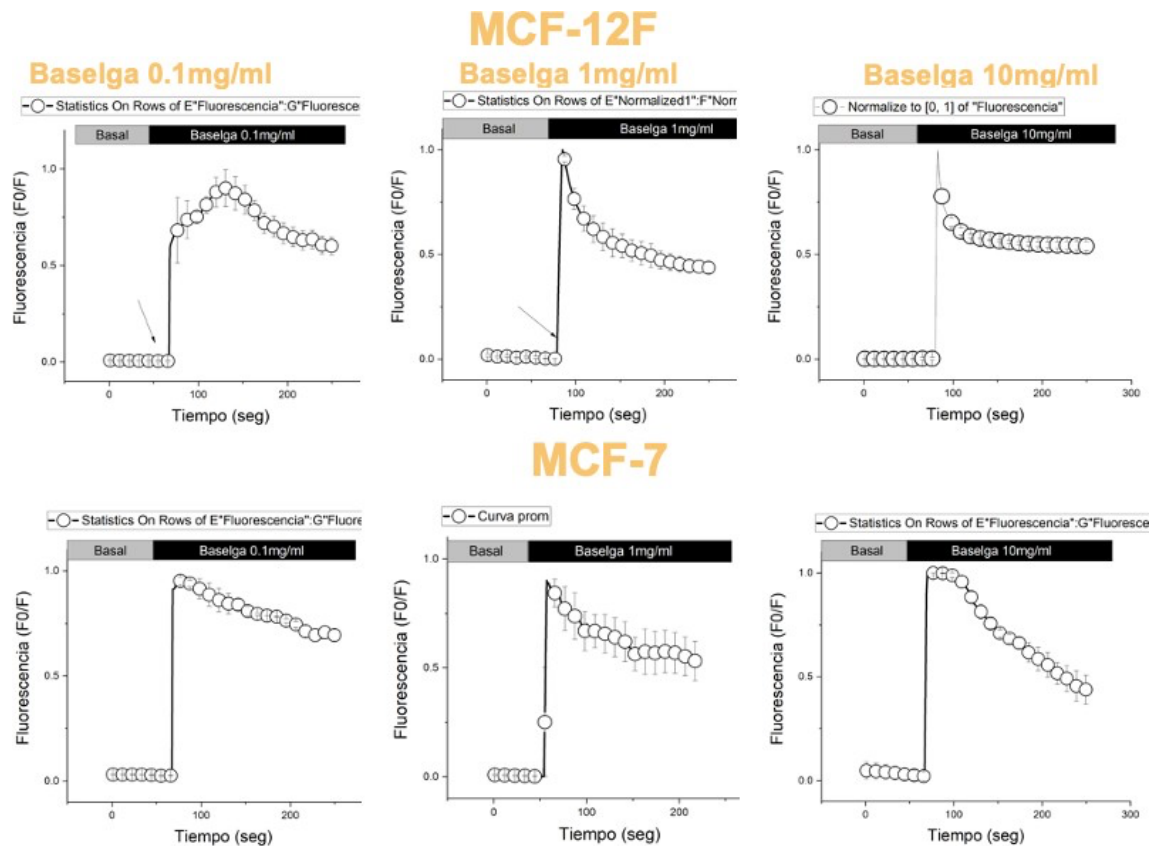 MCF-12F
Baselga 0.1mg/ml
Baselga 1mg/ml
Baselga 10mg/ml
Statistics On Rows of E"Fluorescencia":G"Fluoresce
Basal
Baselga 0.1mg/ml
Fluorescencia (F0/F)
1.0
0.5
0.0
0
100
200
Tiempo (seg)
Statistics On Rows of E"Normalized1":F"Norr
Basal
Baselga 1mg/ml
Fluorescencia (F0/F)
1.0
0.5
0.0
0
100
200
Tiempo (seg)
Normalize to [0, 1] of "Fluorescencia"
Basal
Baselga 10mg/ml
Fluorescencia (F0/F)
1.0
0.5
0.0
0
100
200
300
Tiempo (seg)
MCF-7
Statistics On Rows of E"Fluorescencia":G"Fluore
Basal
Baselga 0.1mg/ml
Fluorescencia (F0/F)
1.0
0.5
0.0
0
100
200
Tiempo (seg)
Curva prom
Basal
Baselga 1mg/ml
Fluorescencia (F0/F)
1.0
0.5
0.0
0
100
200
Tiempo (seg)
Statistics On Rows of E"Fluorescencia":G"Fluoresce
Basal
Baselga 10mg/ml
Fluorescencia (F0/F)
1.0
0.5
0.0
0
100
200
300
Tiempo (seg)